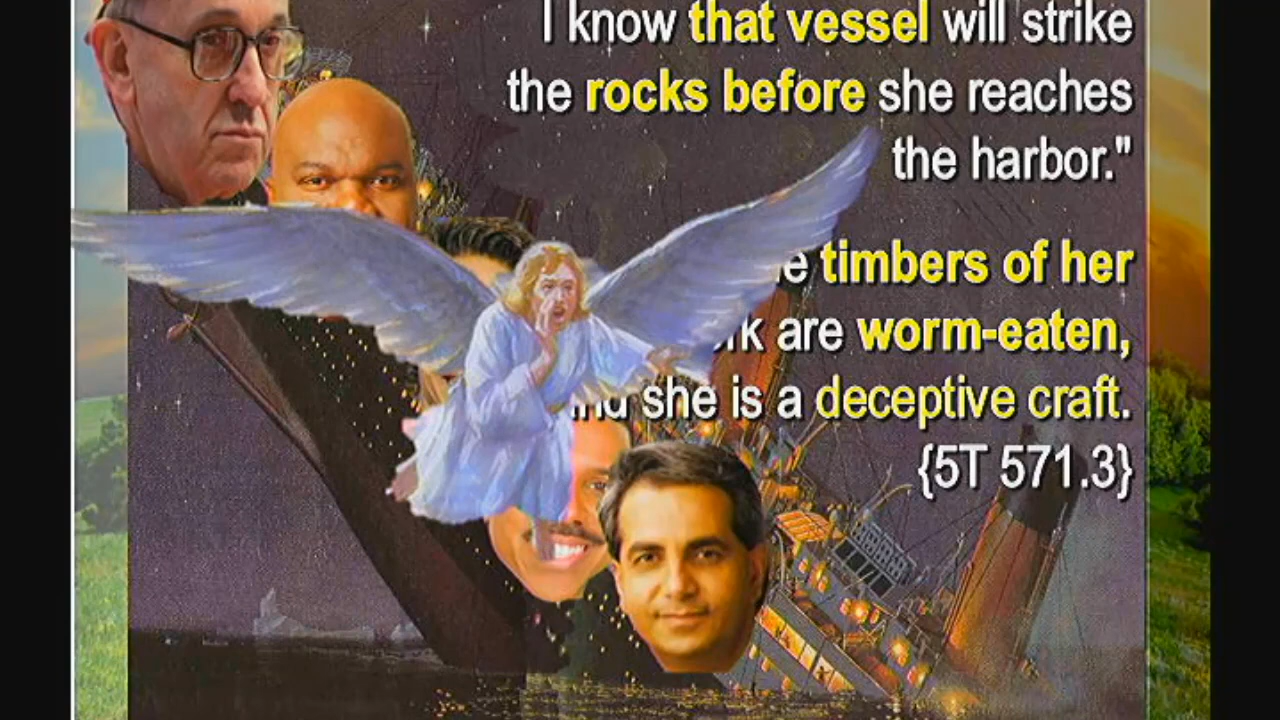 I know that vessel will strike
the rocks before she reaches
the harbor."
timbers of her
are worm-eaten,
she is a deceptive craft.
{5T 571.3}